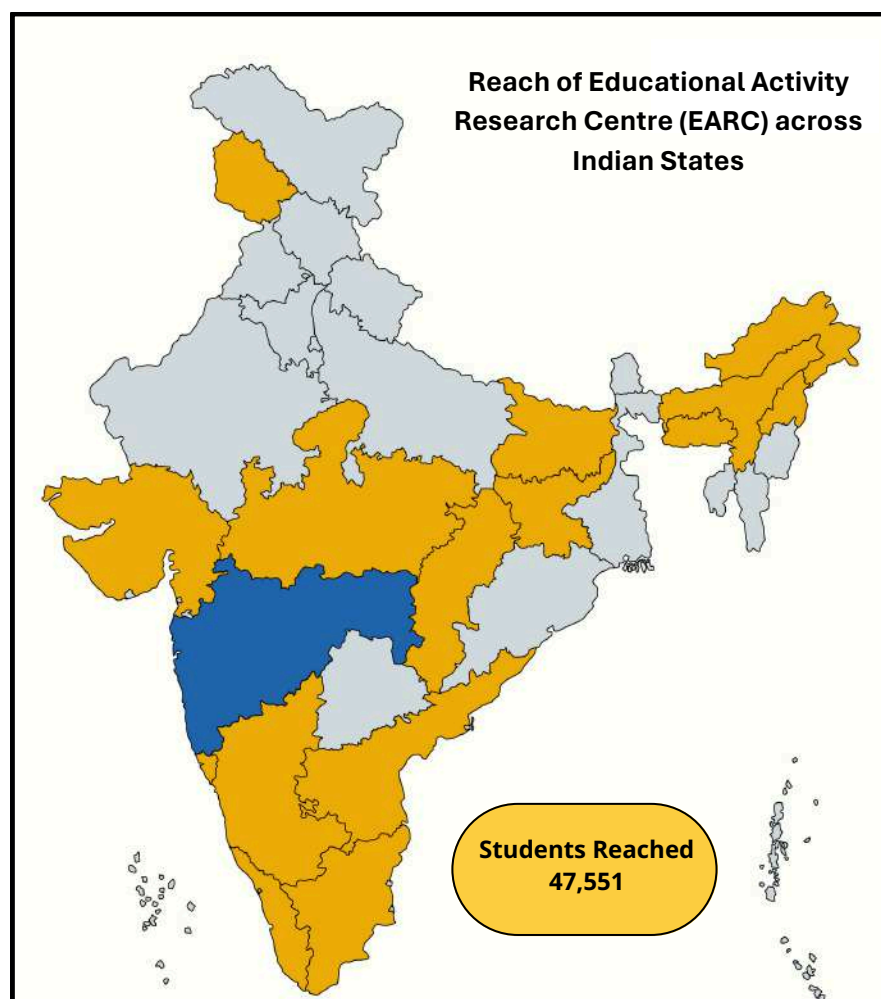 Reach of Educational Activity
Research Centre (EARC) across
Indian States
Students Reached
47,551